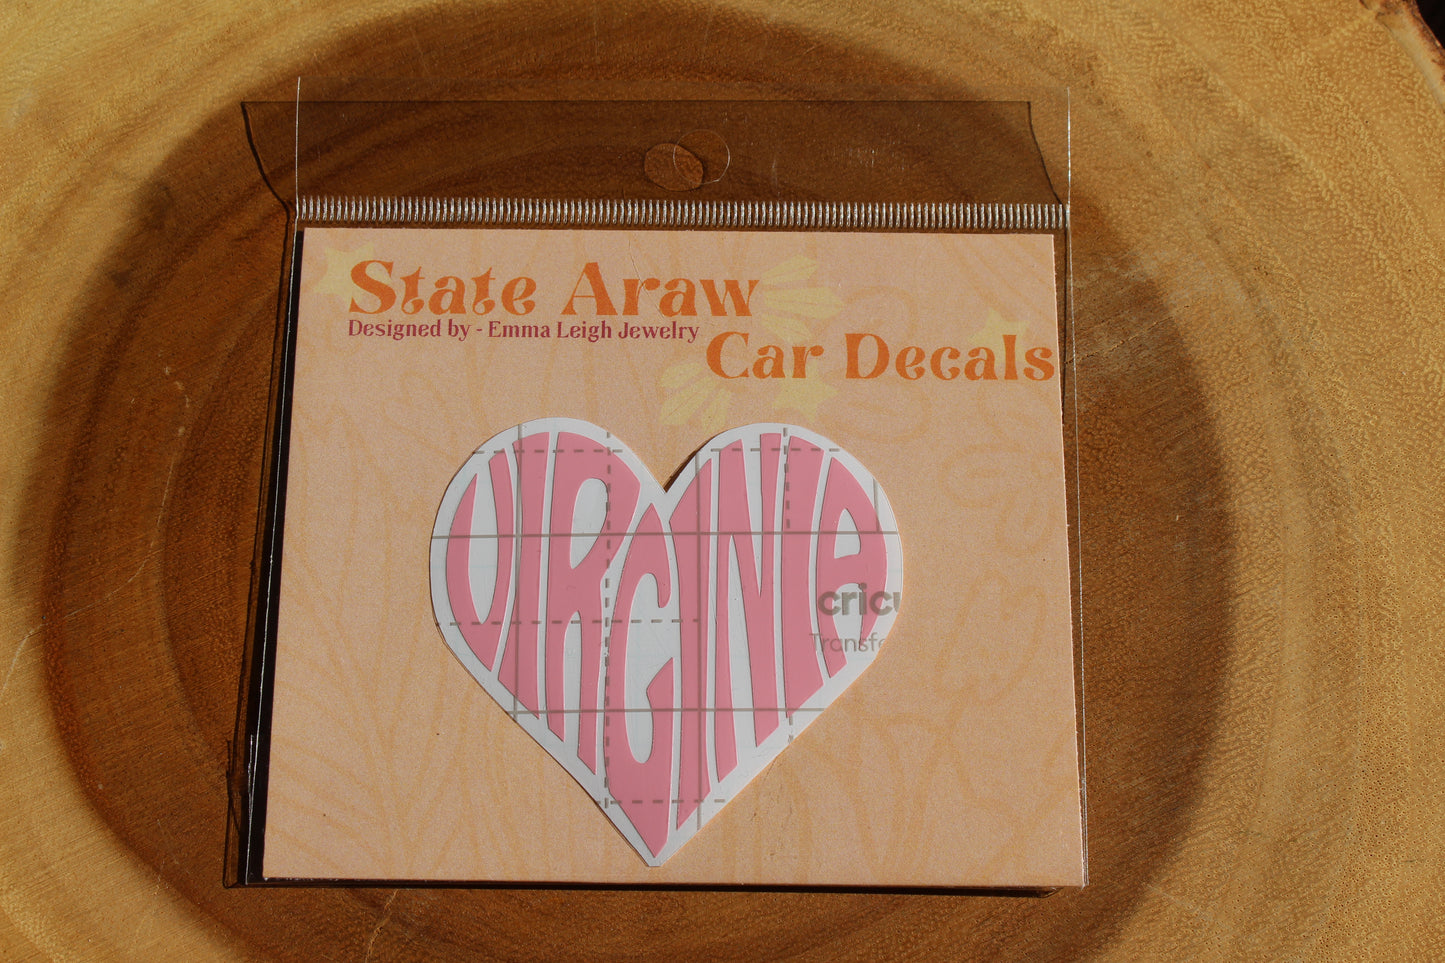 State Araw
Designed by - Emma Leigh Jewelry
Car Decals
VIRGINIA
cricu
Transfe